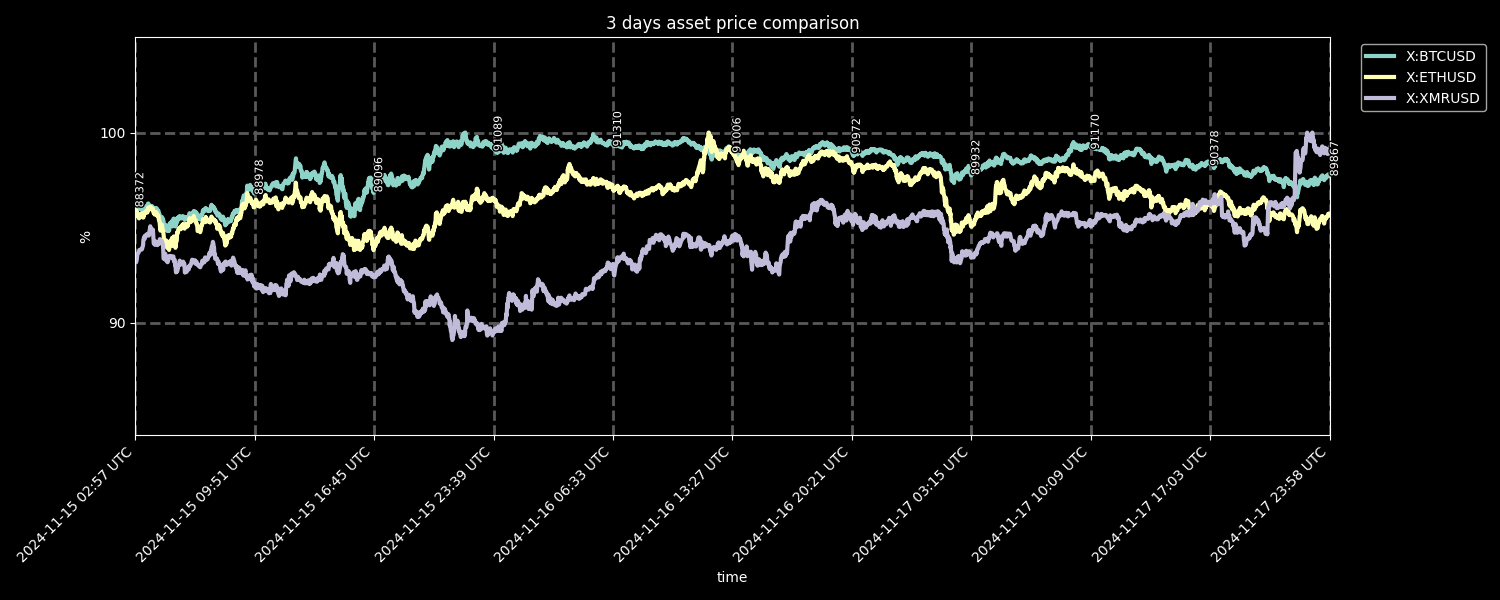 3 days asset price comparison
X:BTCUSD
X:ETHUSD
X:XMRUSD
100
90
%
88372
88978
89096
91089
91310
91006
90972
89932
91170
90378
89867
2024-11-15 02:57 UTC
2024-11-15 09:51 UTC
2024-11-15 16:45 UTC
2024-11-15 23:39 UTC
2024-11-16 06:33 UTC
2024-11-16 13:27 UTC
2024-11-16 20:21 UTC
2024-11-17 03:15 UTC
2024-11-17 10:09 UTC
2024-11-17 17:03 UTC
2024-11-17 23:58 UTC
time